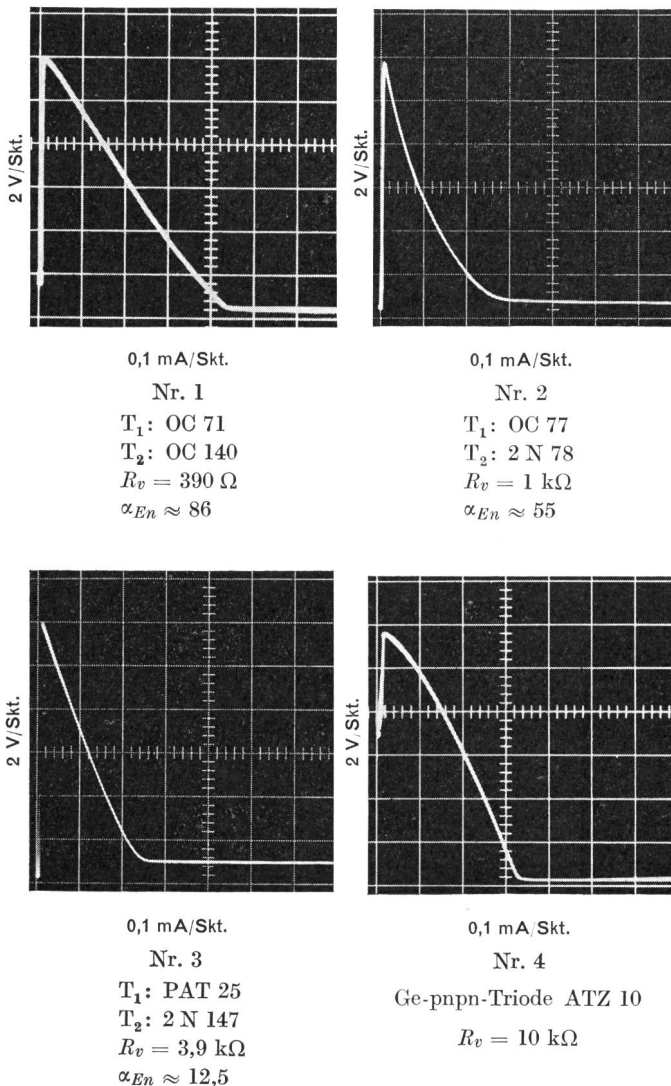 2 V/Skt.
2 V/Skt.
0,1 mA/Skt.
Nr. 1
T₁: OC 71
T₂: OC 140
Rᵥ = 390 Ω
α_En ≈ 86
0,1 mA/Skt.
Nr. 2
T₁: OC 77
T₂: 2 N 78
Rᵥ = 1 kΩ
α_En ≈ 55
2 V/Skt.
2 V/Skt.
0,1 mA/Skt.
Nr. 3
T₁: PAT 25
T₂: 2 N 147
Rᵥ = 3,9 kΩ
α_En ≈ 12,5
0,1 mA/Skt.
Nr. 4
Ge-pnpn-Triode ATZ 10
Rᵥ = 10 kΩ